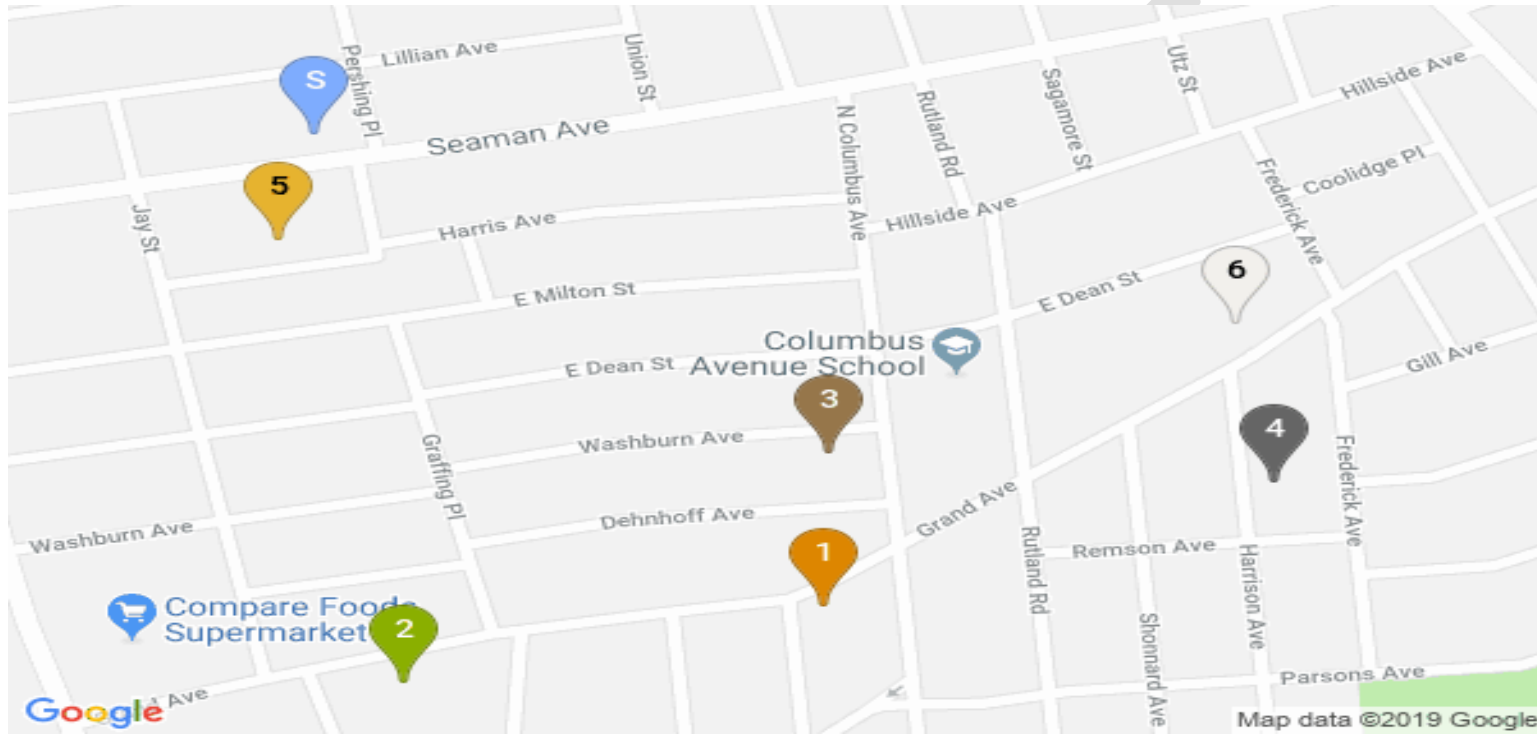 Lillian Ave
Pershing Pl
Union St
S
Seaman Ave
Utz St
Hillside Ave
Sagamore St
Rutland Rd
N Columbus Ave
Coolidge Pl
Frederick Ave
5
Jay St
Harris Ave
Hillside Ave
6
E Milton St
E Dean St
Columbus
Avenue School
E Dean St
Gill Ave
3
4
Washburn Ave
Graffing Pl
Frederick Ave
Grand Ave
Dehnhoff Ave
Washburn Ave
1
Remson Ave
Rutland Rd
Harrison Ave
Compare Foods
Supermarket
2
Shonnard Ave
Parsons Ave
Ave
Google
Map data ©2019 Google